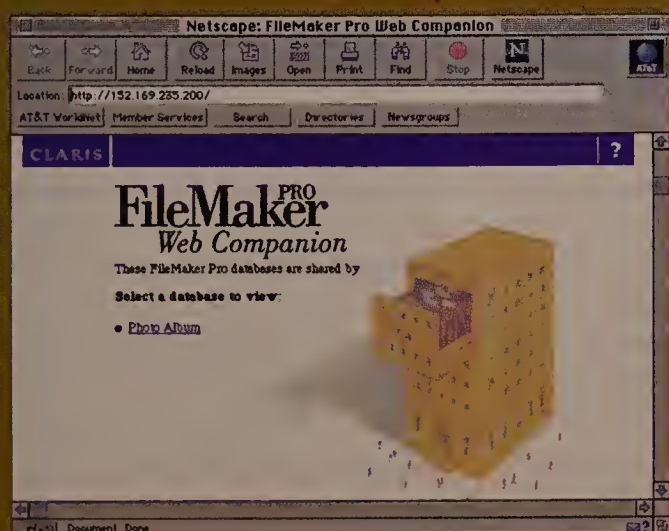 Netscape: FileMaker Pro Web Companion
Back Forward Home Reload Images Open Print Find Stop Netscape
N
AT&T
Location: http://152.169.235.200/
AT&T WorldNet Member Services Search Directories Newsgroups
CLARIS ?
FileMaker PRO
Web Companion
These FileMaker Pro databases are shared by
Select a database to view:
• Photo Album
Document: Done.
?